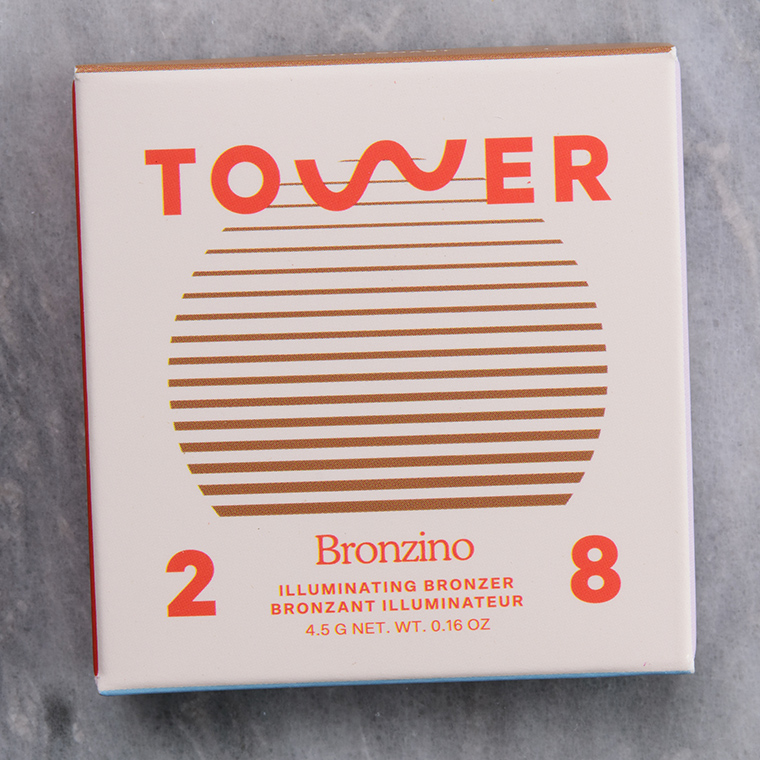 TOWER
2 8
Bronzino
ILLUMINATING BRONZER
BRONZANT ILLUMINATEUR
4.5 G NET. WT. 0.16 OZ